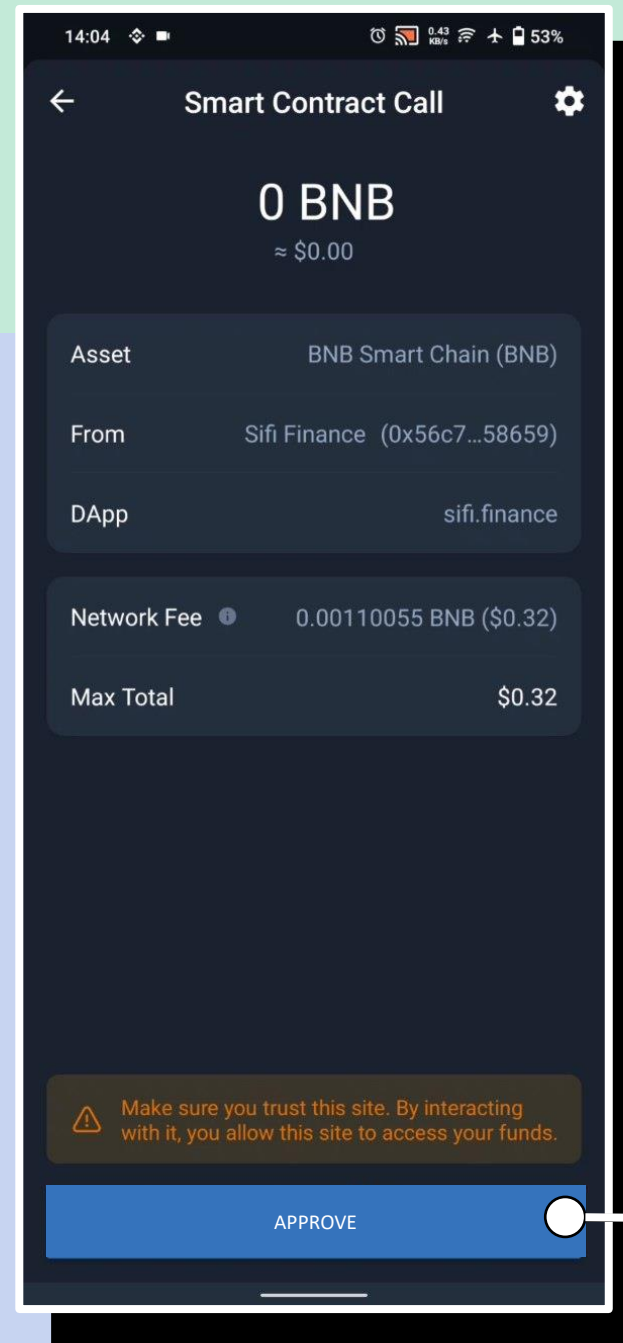 14:04 0.43 KB/s 53%
Smart Contract Call
0 BNB
≈ $0.00
Asset BNB Smart Chain (BNB)
From Sifi Finance (0x56c7...58659)
DApp sifi.finance
Network Fee 0.00110055 BNB ($0.32)
Max Total $0.32
Make sure you trust this site. By interacting
with it, you allow this site to access your funds.
APPROVE